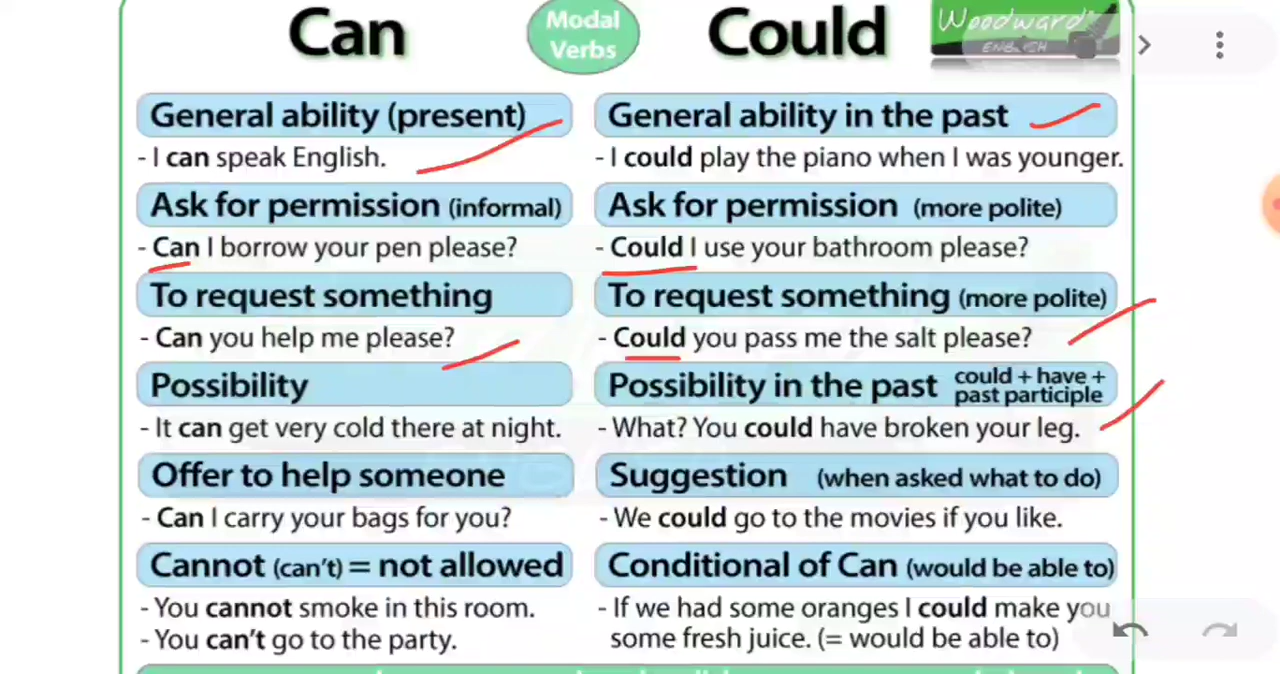 Can
Modal
Verbs
Could
Woodward
ENGLISH
General ability (present)
- I can speak English.
Ask for permission (informal)
- Can I borrow your pen please?
To request something
- Can you help me please?
Possibility
- It can get very cold there at night.
Offer to help someone
- Can I carry your bags for you?
Cannot (can't) = not allowed
- You cannot smoke in this room.
- You can't go to the party.
General ability in the past
- I could play the piano when I was younger.
Ask for permission (more polite)
- Could I use your bathroom please?
To request something (more polite)
- Could you pass me the salt please?
Possibility in the past could + have +
past participle
- What? You could have broken your leg.
Suggestion (when asked what to do)
- We could go to the movies if you like.
Conditional of Can (would be able to)
- If we had some oranges I could make you
some fresh juice. (= would be able to)